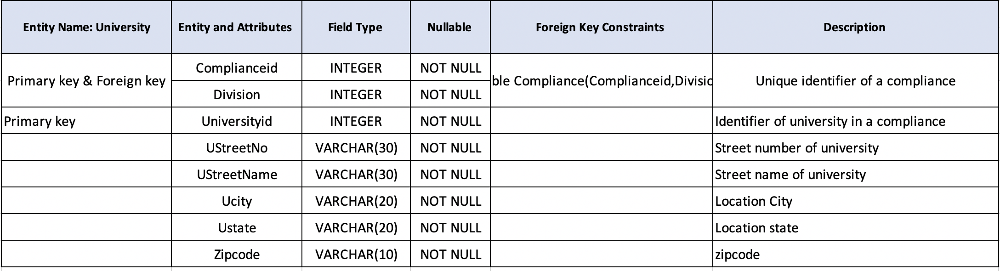 Entity Name: University Entity and Attributes Field Type Nullable Foreign Key Constraints Description
Primary key & Foreign key Complianceid INTEGER NOT NULL Compliance(Complianceid, Unique identifier of a compliance
Division INTEGER NOT NULL
Primary key Universityid INTEGER NOT NULL Identifier of university in a compliance
UStreetNo VARCHAR(30) NOT NULL Street number of university
UStreetName VARCHAR(30) NOT NULL Street name of university
Ucity VARCHAR(20) NOT NULL Location City
Ustate VARCHAR(20) NOT NULL Location state
Zipcode VARCHAR(10) NOT NULL zipcode